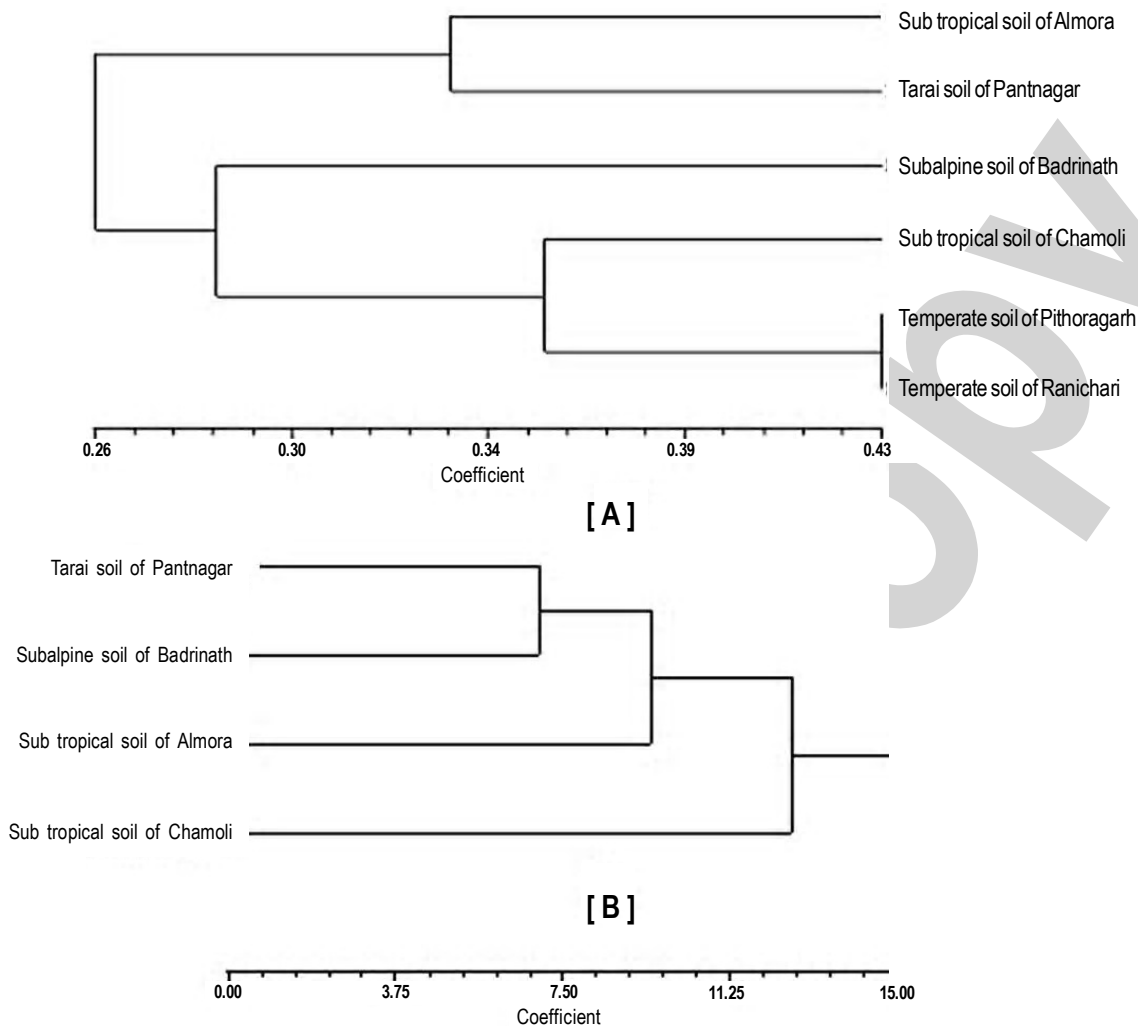 Sub tropical soil of Almora
Tarai soil of Pantnagar
Subalpine soil of Badrinath
Sub tropical soil of Chamoli
Temperate soil of Pithoragarh
Temperate soil of Ranichari
0.26 0.30 0.34 0.39 0.43
Coefficient
[ A ]
Tarai soil of Pantnagar
Subalpine soil of Badrinath
Sub tropical soil of Almora
Sub tropical soil of Chamoli
[ B ]
0.00 3.75 7.50 11.25 15.00
Coefficient